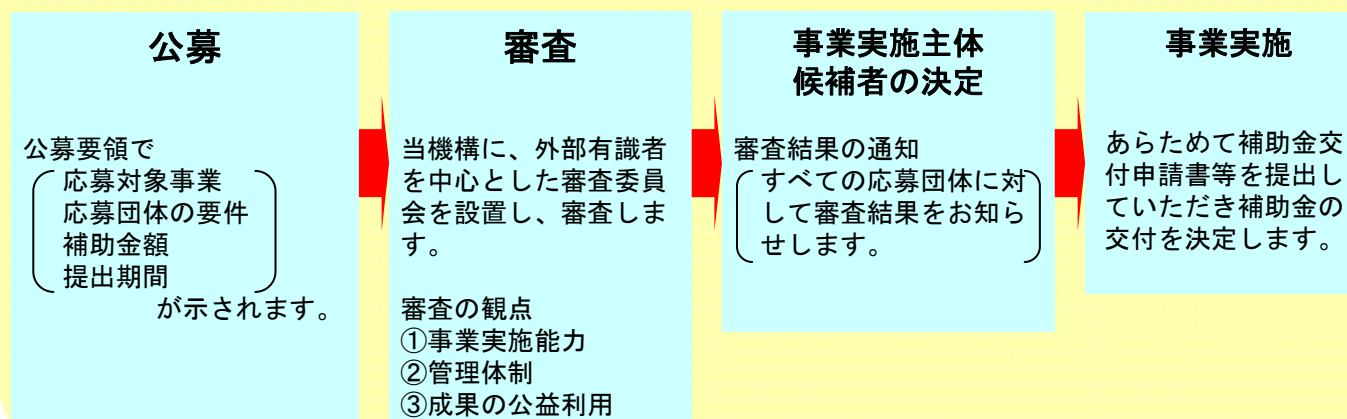 公募
公募要領で
応募対象事業
応募団体の要件
補助金額
提出期間
が示されます。
審査
当機構に、外部有識者
を中心とした審査委員
会を設置し、審査しま
す。
審査の観点
①事業実施能力
②管理体制
③成果の公益利用
事業実施主体
候補者の決定
審査結果の通知
すべての応募団体に対
して審査結果をお知ら
せします。
事業実施
あらためて補助金交
付申請書等を提出し
ていただき補助金の
交付を決定します。